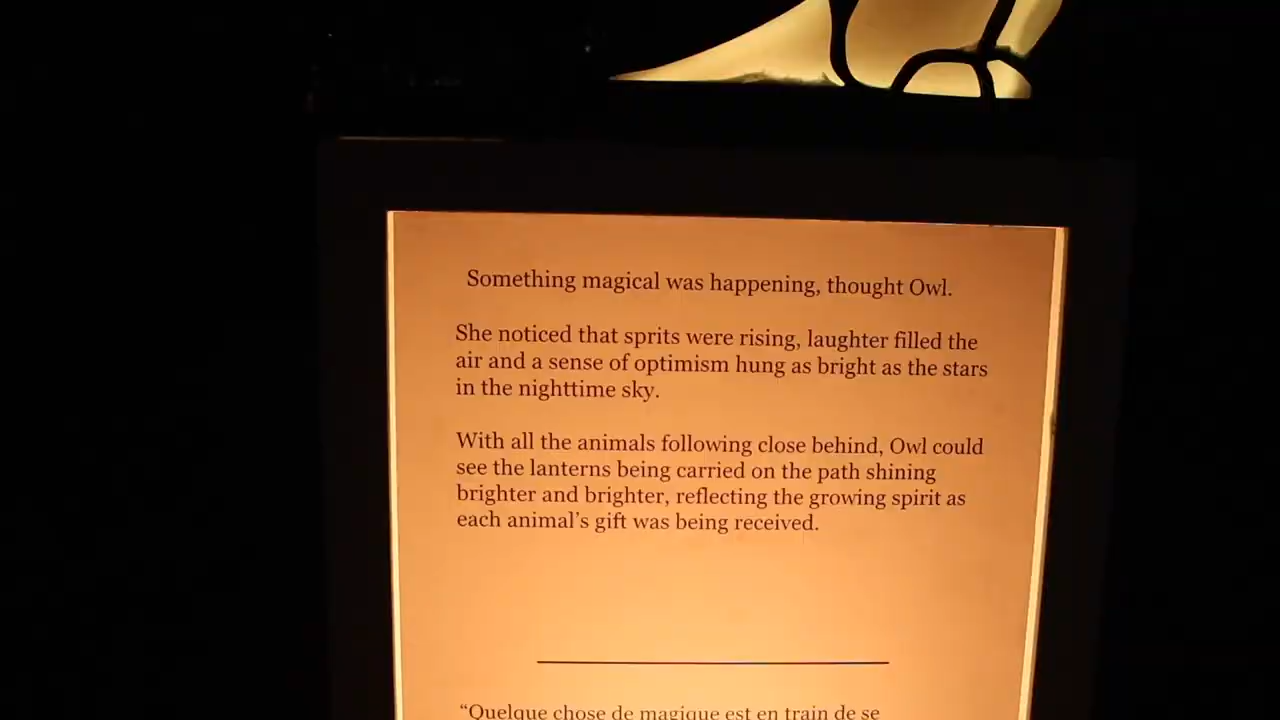 Something magical was happening, thought Owl.
She noticed that sprits were rising, laughter filled the
air and a sense of optimism hung as bright as the stars
in the nighttime sky.
With all the animals following close behind, Owl could
see the lanterns being carried on the path shining
brighter and brighter, reflecting the growing spirit as
each animal’s gift was being received.
“Quelque chose de magique est en train de se